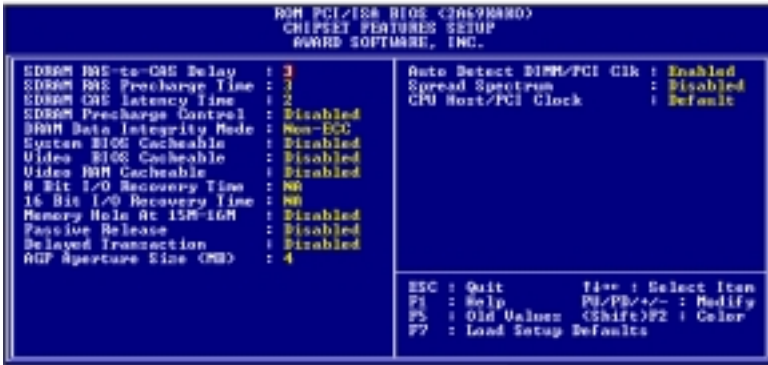 ROM PCI/ISA BIOS (2A69KANO)
CHIPSET FEATURES SETUP
AWARD SOFTWARE, INC.
SDRAM RAS-to-CAS Delay : 3
SDRAM RAS Precharge Time : 3
SDRAM CAS latency Time : 2
SDRAM Precharge Control : Disabled
DRAM Data Integrity Mode : Non-ECC
System BIOS Cacheable : Disabled
Video BIOS Cacheable : Disabled
Video RAM Cacheable : Disabled
8 Bit I/O Recovery Time : NA
16 Bit I/O Recovery Time : NA
Memory Hole At 15M-16M : Disabled
Passive Release : Disabled
Delayed Transaction : Disabled
AGP Aperture Size (MB) : 4
Auto Detect DIMM/PCI Clk : Enabled
Spread Spectrum : Disabled
CPU Host/PCI Clock : Default
ESC : Quit ↑↓→← : Select Item
F1 : Help PU/PD/+/- : Modify
F5 : Old Values (Shift)F2 : Color
F7 : Load Setup Defaults